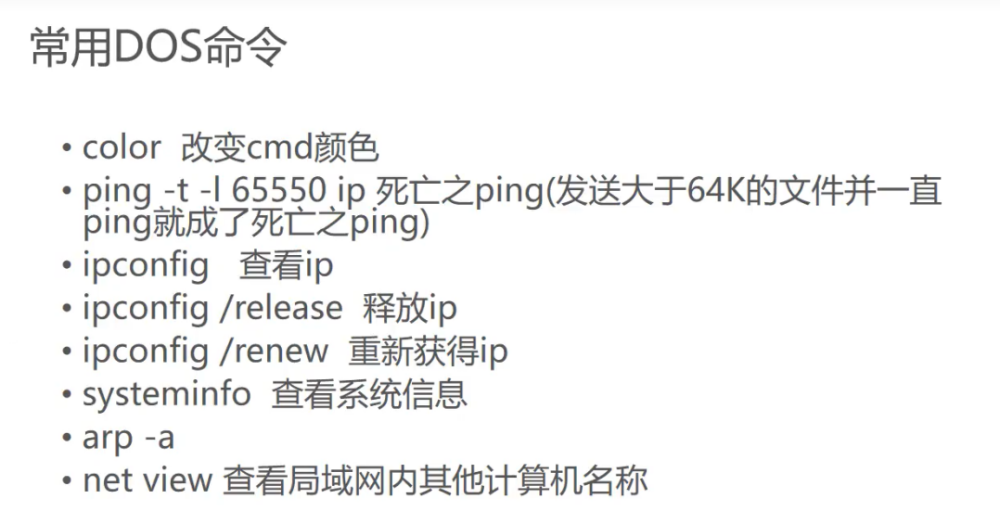 常用DOS命令
• color 改变cmd颜色
• ping -t -l 65550 ip 死亡之ping(发送大于64K的文件并一直
ping就成了死亡之ping)
• ipconfig 查看ip
• ipconfig /release 释放ip
• ipconfig /renew 重新获得ip
• systeminfo 查看系统信息
• arp -a
• net view 查看局域网内其他计算机名称